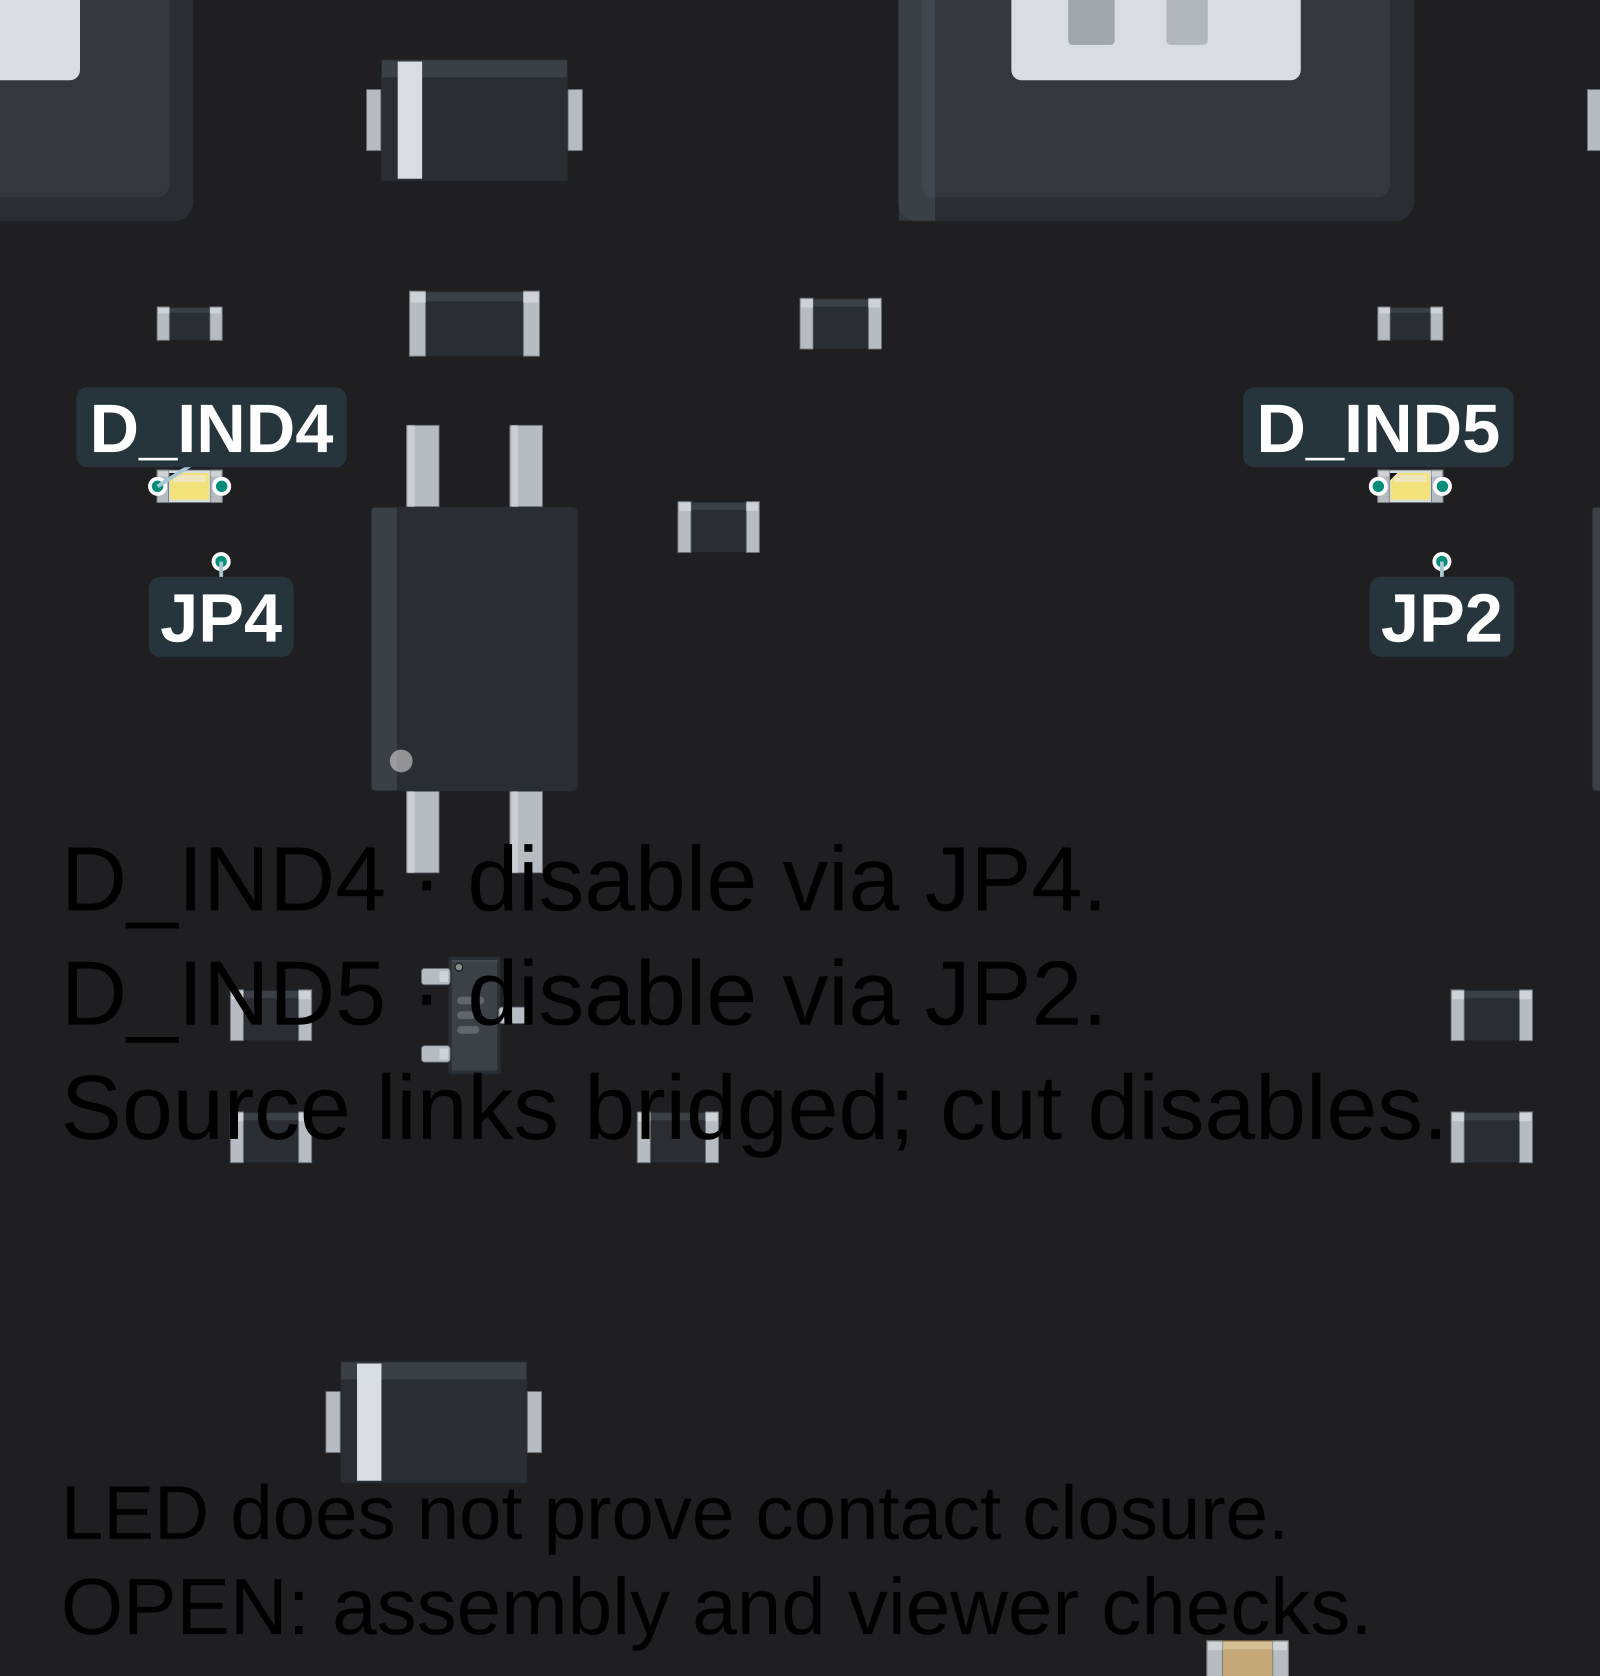 D_IND4
D_IND5
JP4
JP2
D_IND4 · disable via JP4.
D_IND5 · disable via JP2.
Source links bridged; cut disables.
LED does not prove contact closure.
OPEN: assembly and viewer checks.